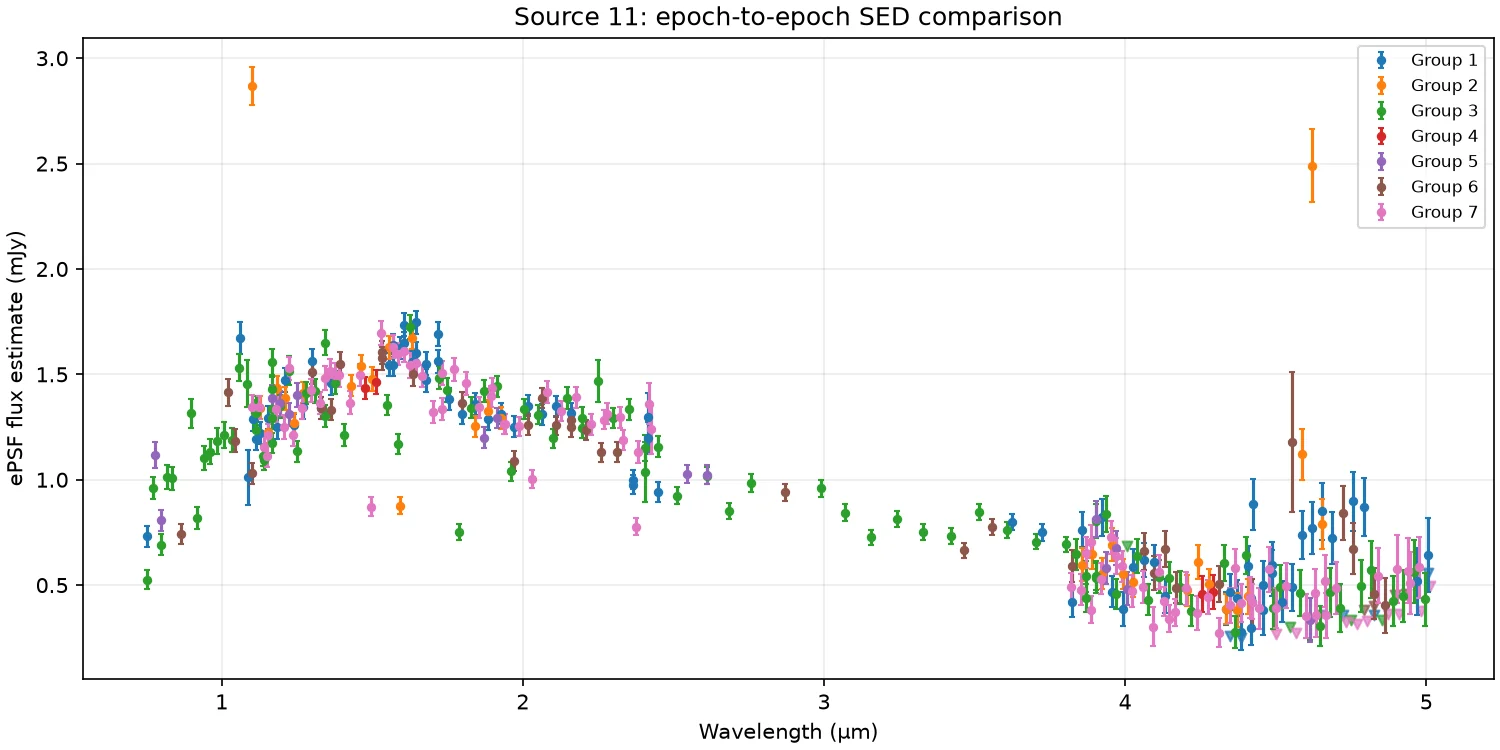 Source 11: epoch-to-epoch SED comparison
ePSF flux estimate (mJy)
3.0
2.5
2.0
1.5
1.0
0.5
Group 1
Group 2
Group 3
Group 4
Group 5
Group 6
Group 7
1 2 3 4 5
Wavelength (μm)